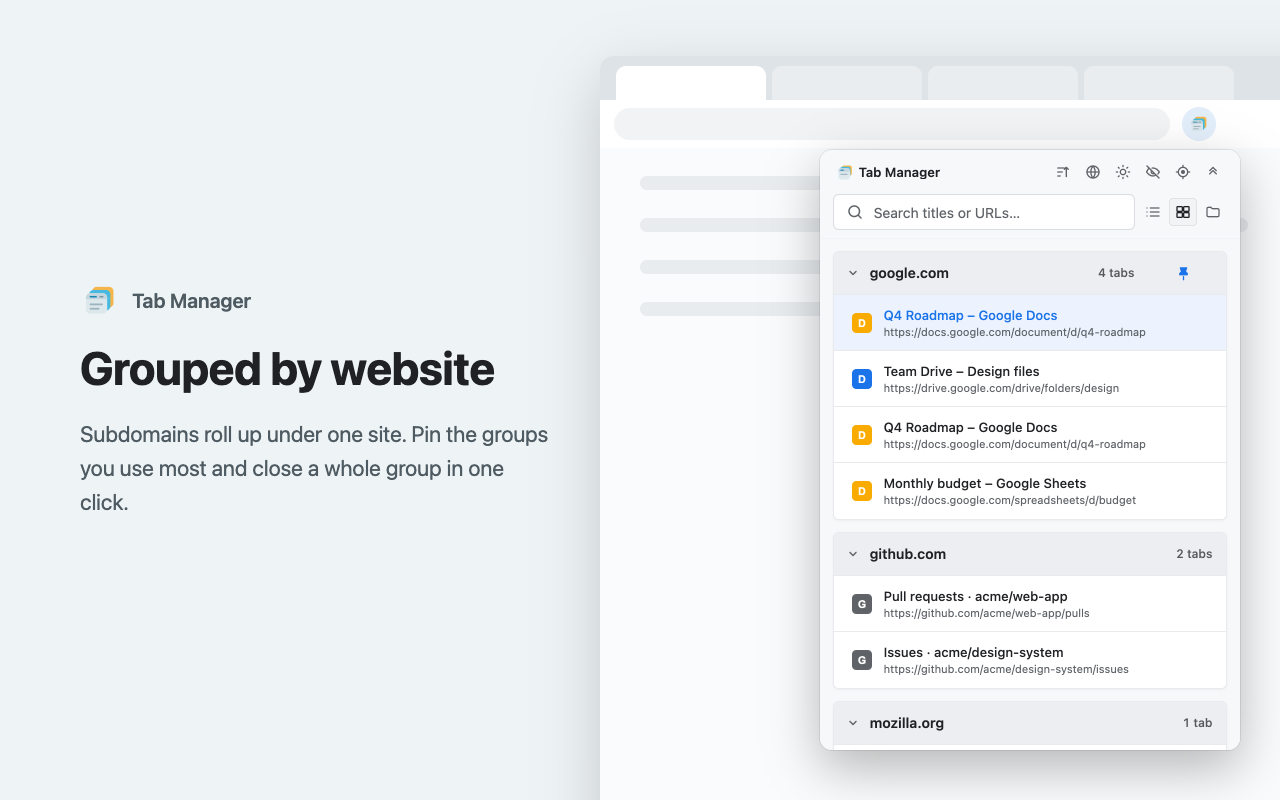 Tab Manager
Grouped by website
Subdomains roll up under one site. Pin the groups
you use most and close a whole group in one
click.
Tab Manager
Search titles or URLs...
google.com 4 tabs
D Q4 Roadmap – Google Docs
https://docs.google.com/document/d/q4-roadmap
D Team Drive – Design files
https://drive.google.com/drive/folders/design
D Q4 Roadmap – Google Docs
https://docs.google.com/document/d/q4-roadmap
D Monthly budget – Google Sheets
https://docs.google.com/spreadsheets/d/budget
github.com 2 tabs
G Pull requests · acme/web-app
https://github.com/acme/web-app/pulls
G Issues · acme/design-system
https://github.com/acme/design-system/issues
mozilla.org 1 tab